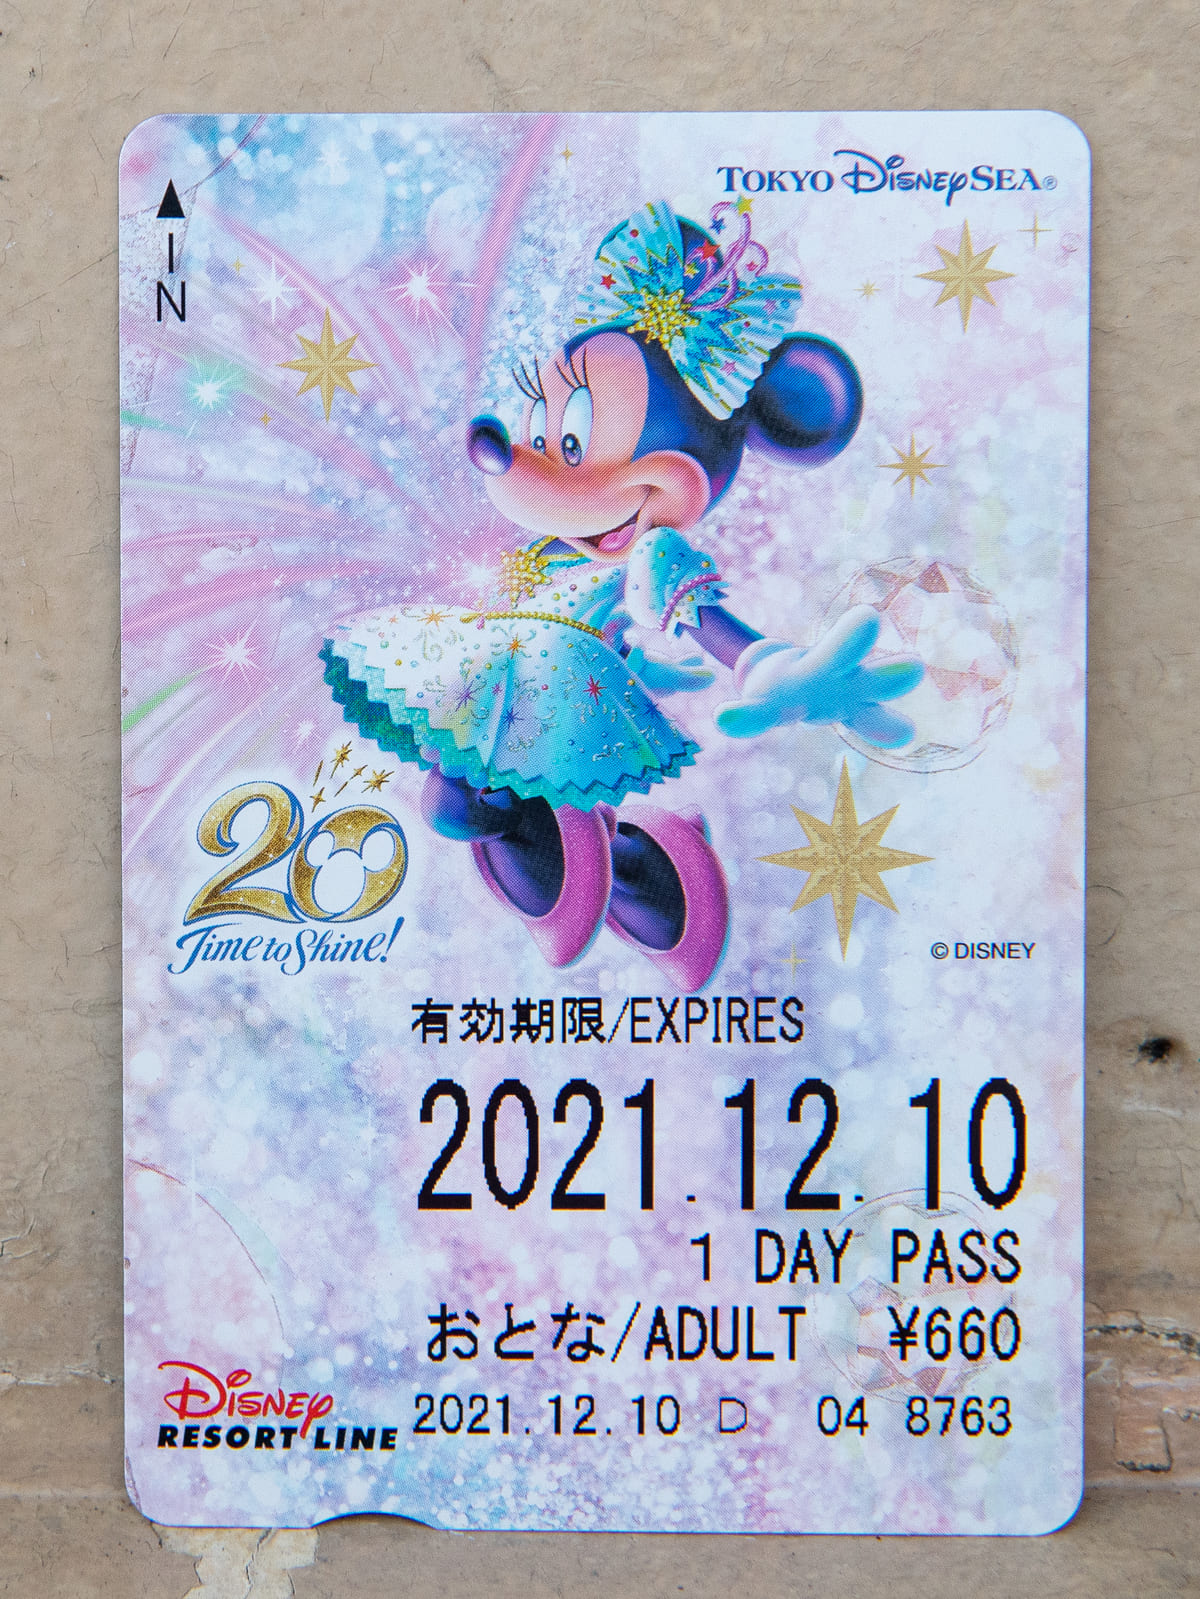 TOKYO DISNEYSEA®
IN
20
Time to Shine!
© DISNEY
有効期限/EXPIRES
2021.12.10
1 DAY PASS
おとな/ADULT ¥660
2021.12.10 D 04 8763
DISNEY
RESORT LINE